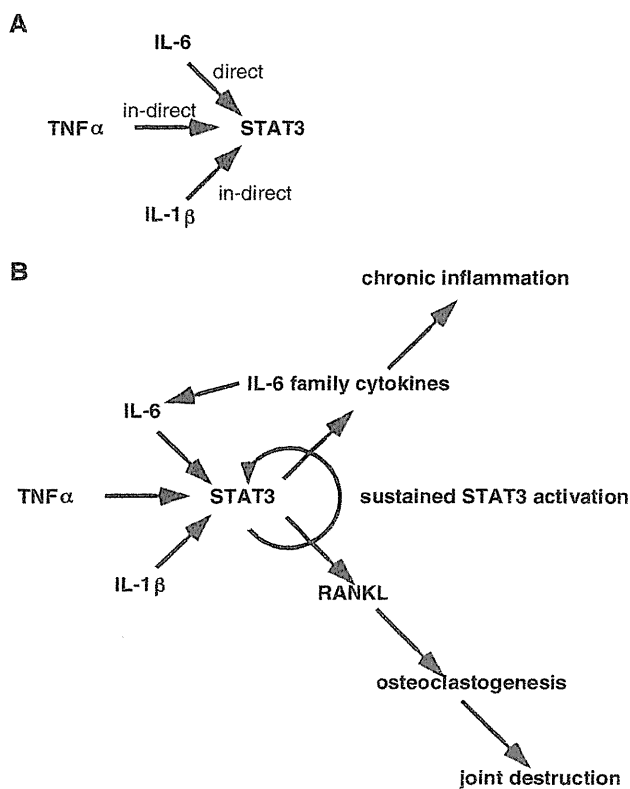 A
IL-6
direct
in-direct
TNFα
STAT3
in-direct
IL-1β
B
chronic inflammation
IL-6 family cytokines
IL-6
TNFα
STAT3
sustained STAT3 activation
IL-1β
RANKL
osteoclastogenesis
joint destruction